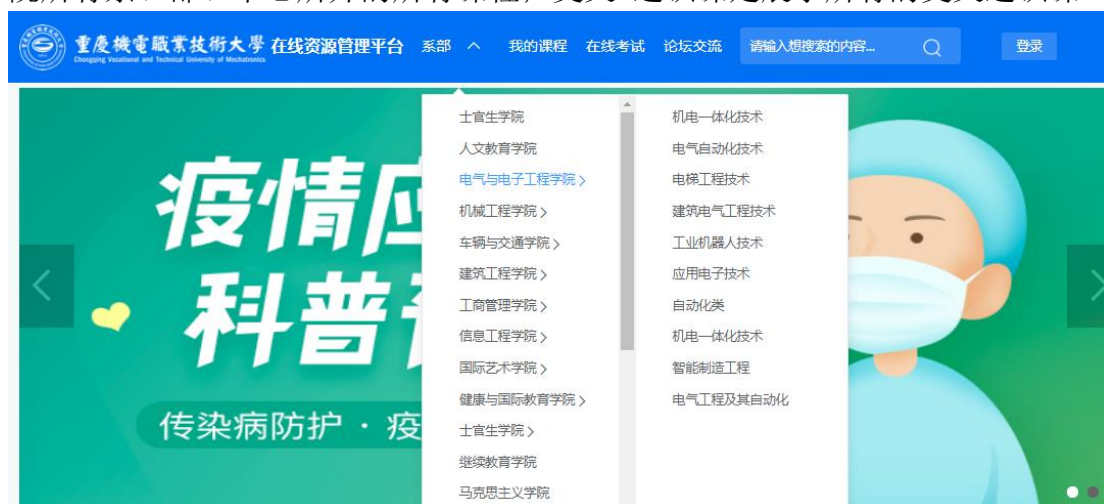 重慶機電職業技術大學 在线资源管理平台 系部 我的课程 在线考试 论坛交流 请输入想搜索的内容... 登录
Chongqing Vocational and Technical University of Mechatronics
士官生学院
人文教育学院
电气与电子工程学院 >
机械工程学院 >
车辆与交通学院 >
建筑工程学院 >
工商管理学院 >
信息工程学院 >
国际艺术学院 >
健康与国际教育学院 >
士官生学院 >
继续教育学院
马克思主义学院
机电一体化技术
电气自动化技术
电梯工程技术
建筑电气工程技术
工业机器人技术
应用电子技术
自动化类
机电一体化技术
智能制造工程
电气工程及其自动化
疫情应
科普
传染病防护・疫